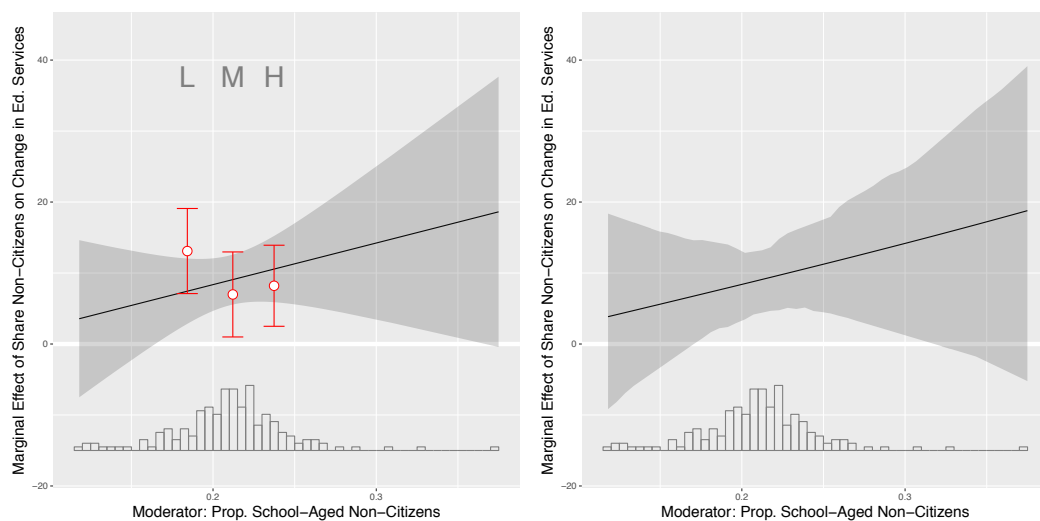 Marginal Effect of Share Non−Citizens on Change in Ed. Services
40
20
0
−20
L M H
0.2 0.3
Moderator: Prop. School−Aged Non−Citizens
Marginal Effect of Share Non−Citizens on Change in Ed. Services
40
20
0
−20
0.2 0.3
Moderator: Prop. School−Aged Non−Citizens